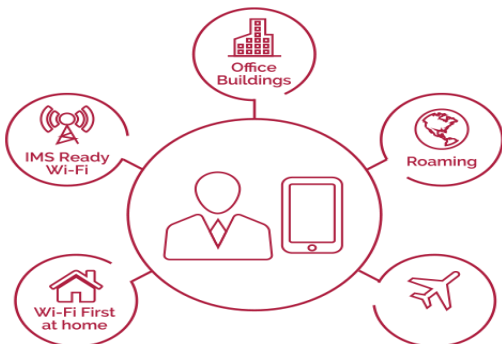 Office
Buildings
IMS Ready
Wi-Fi
Roaming
Wi-Fi First
at home